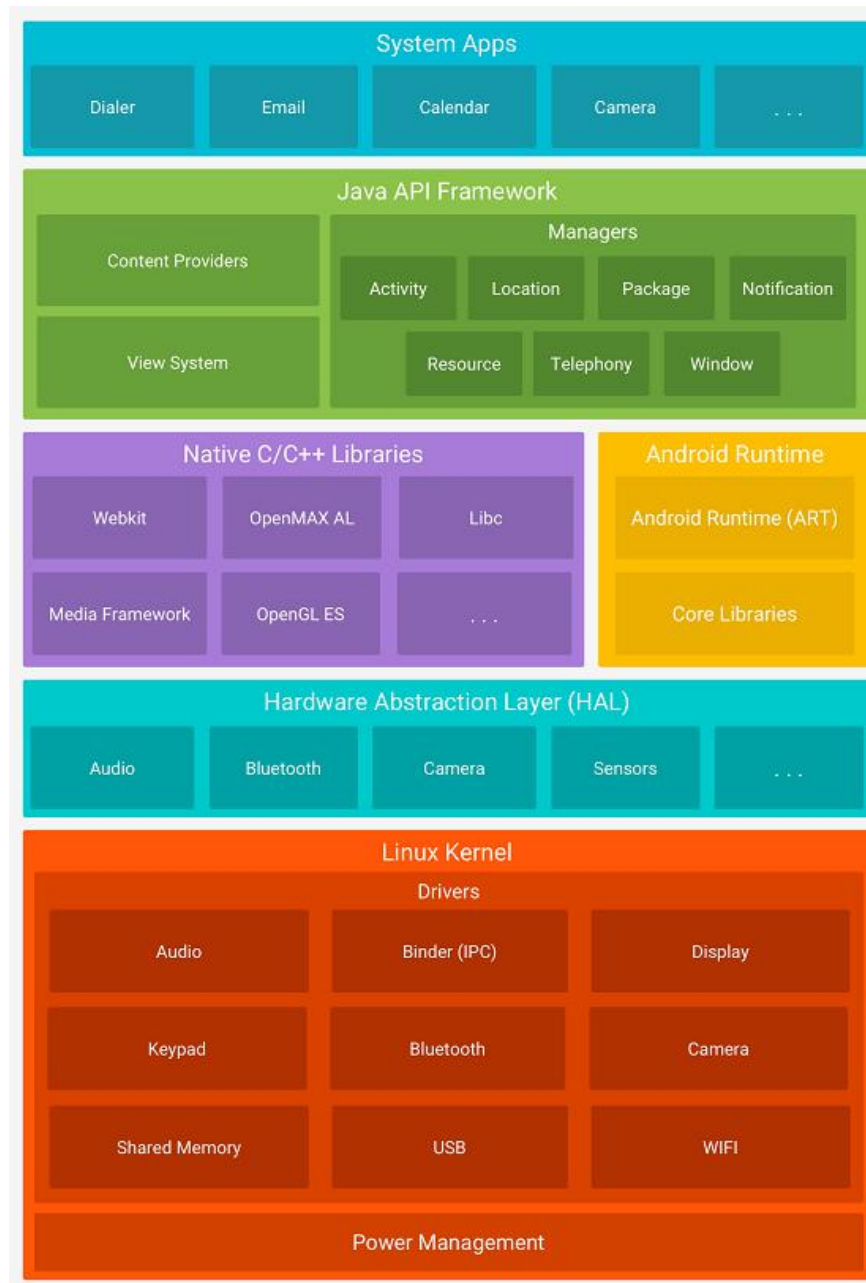 System Apps
Dialer Email Calendar Camera . . .
Java API Framework
Content Providers
View System
Managers
Activity Location Package Notification
Resource Telephony Window
Native C/C++ Libraries
Webkit OpenMAX AL Libc
Media Framework OpenGL ES . . .
Android Runtime
Android Runtime (ART)
Core Libraries
Hardware Abstraction Layer (HAL)
Audio Bluetooth Camera Sensors . . .
Linux Kernel
Drivers
Audio Binder (IPC) Display
Keypad Bluetooth Camera
Shared Memory USB WIFI
Power Management